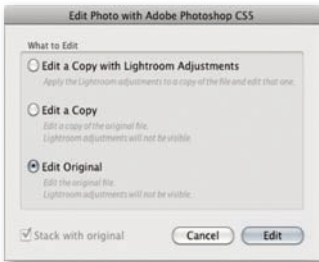 Edit Photo with Adobe Photoshop CS5
What to Edit
Edit a Copy with Lightroom Adjustments
Apply the Lightroom adjustments to a copy of the file and edit that one.
Edit a Copy
Edit a copy of the original file.
Lightroom adjustments will not be visible.
Edit Original
Edit the original file.
Lightroom adjustments will not be visible.
Stack with original
Cancel
Edit